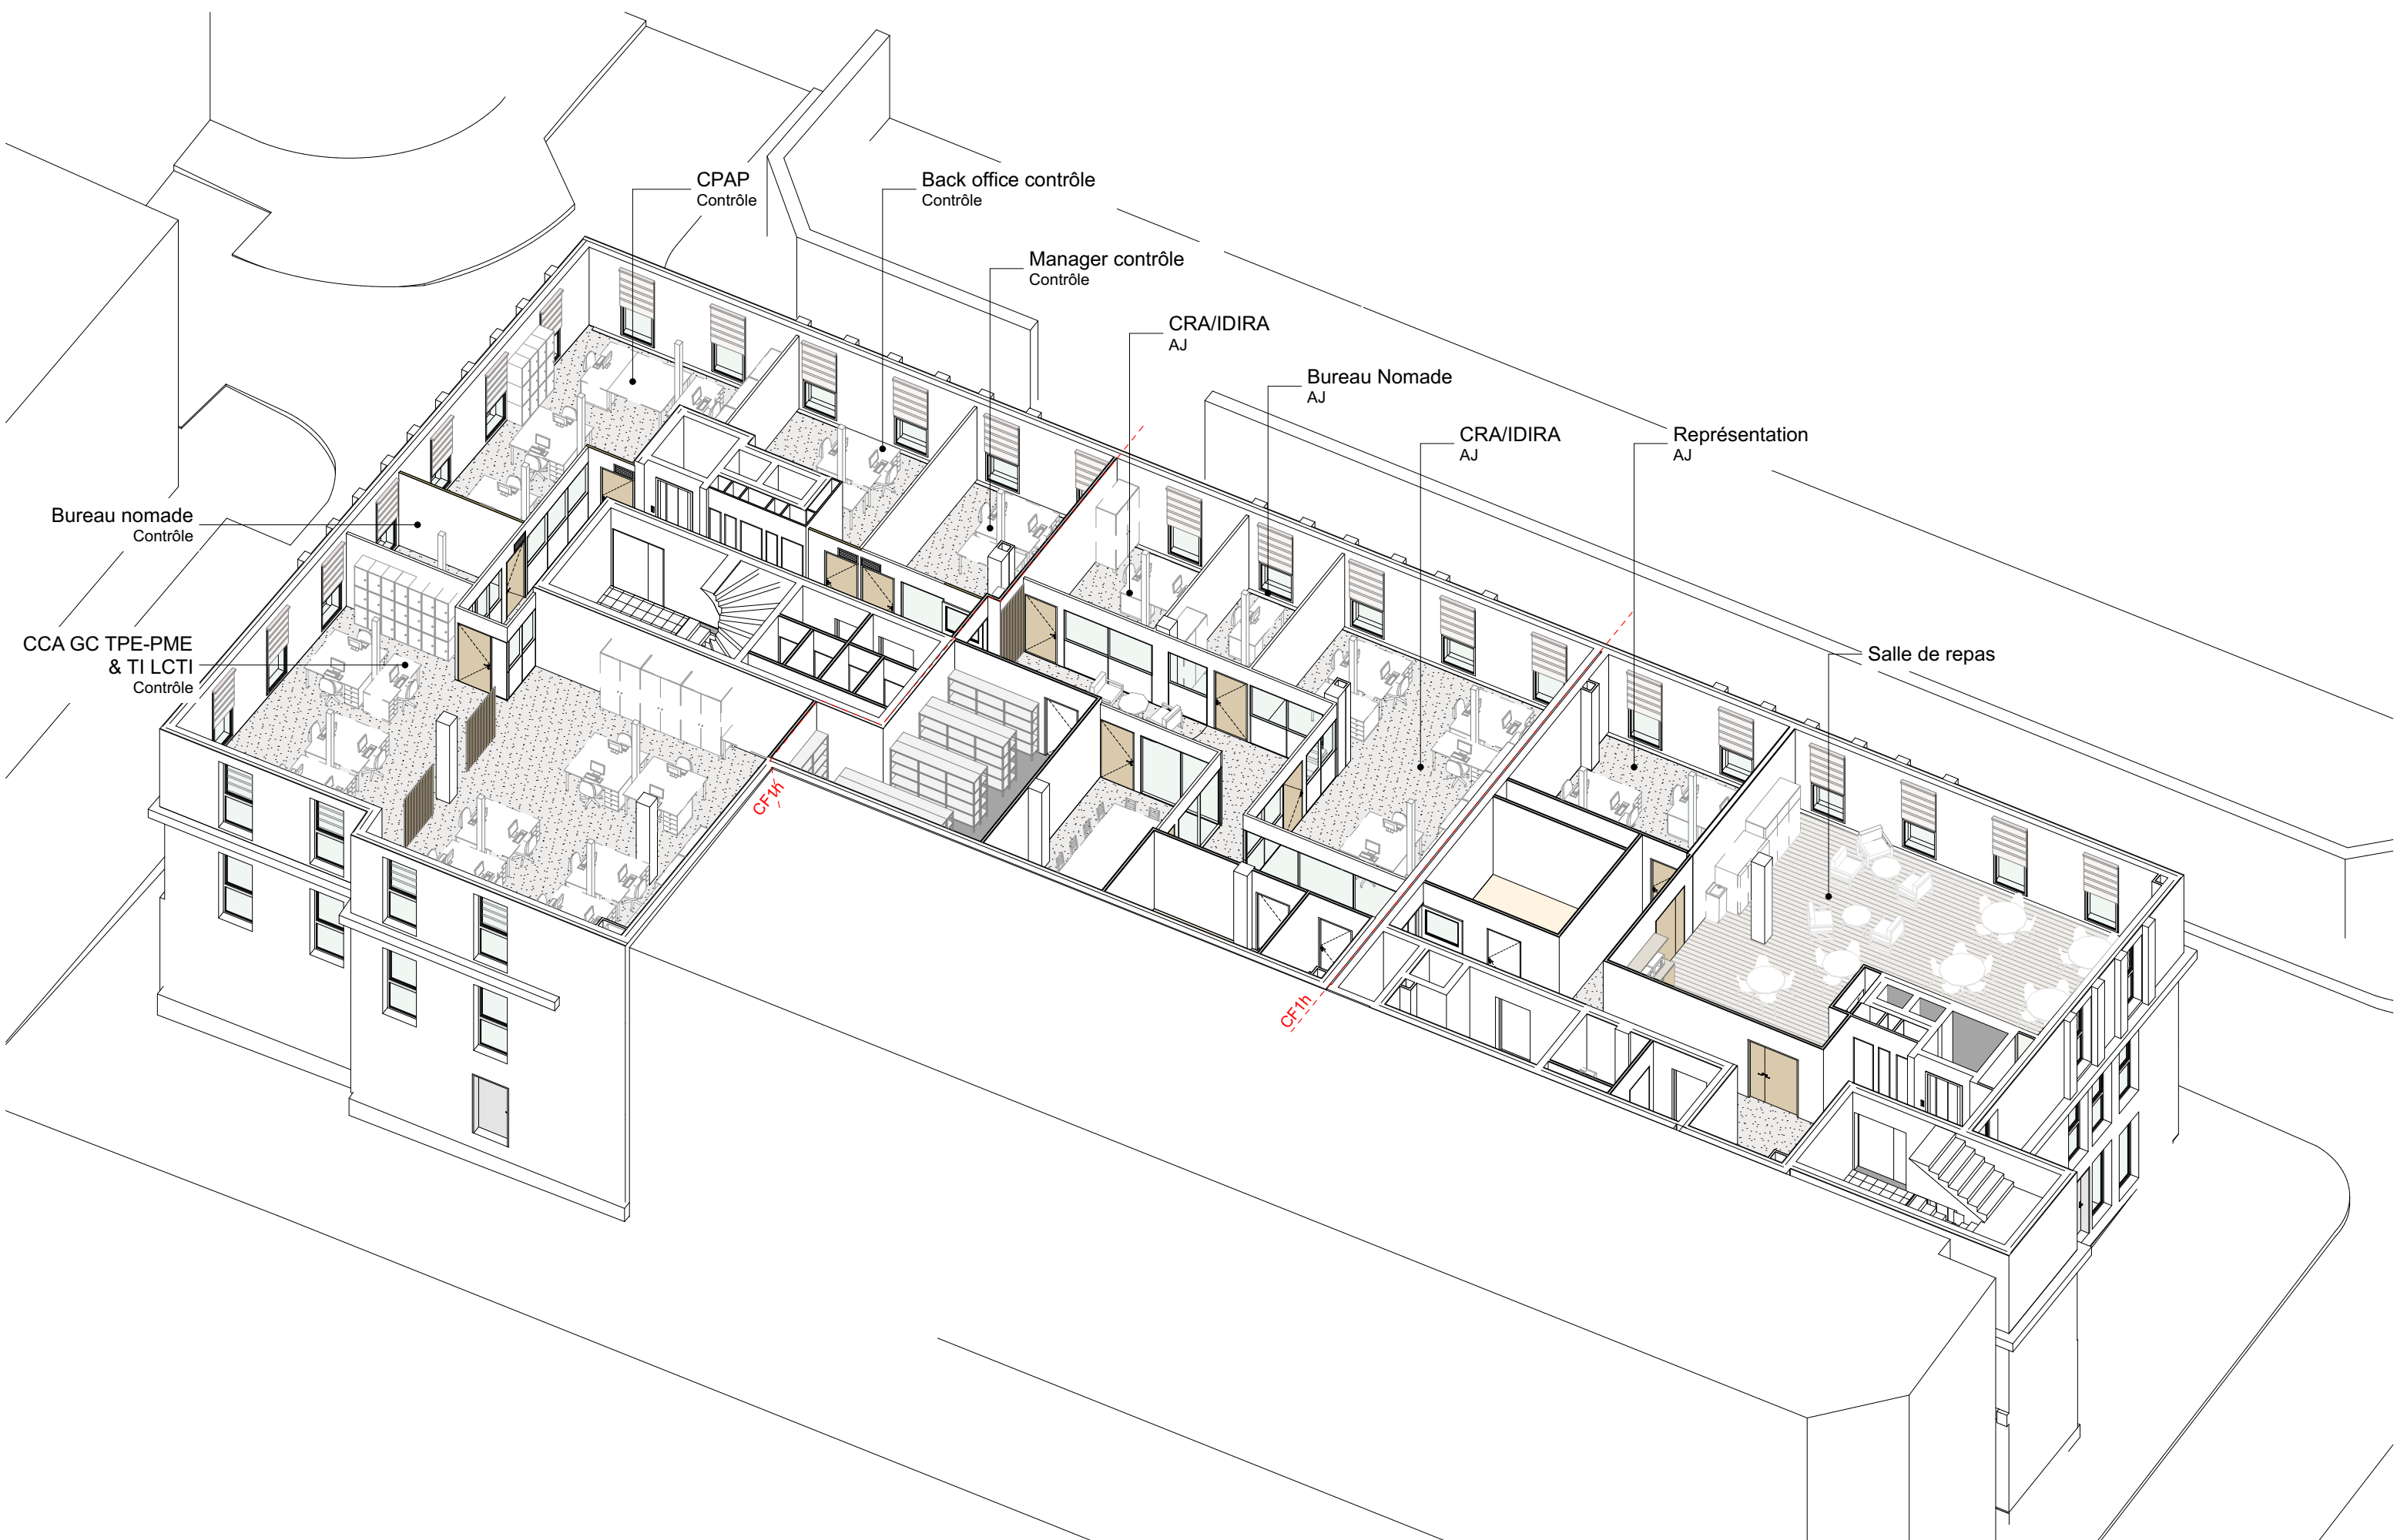 CPAP
Contrôle
Back office contrôle
Contrôle
Manager contrôle
Contrôle
CRA/IDIRA
AJ
Bureau Nomade
AJ
CRA/IDIRA
AJ
Représentation
AJ
Bureau nomade
Contrôle
CCA GC TPE-PME
& TI LCTI
Contrôle
Salle de repas
CF1h
CF1h